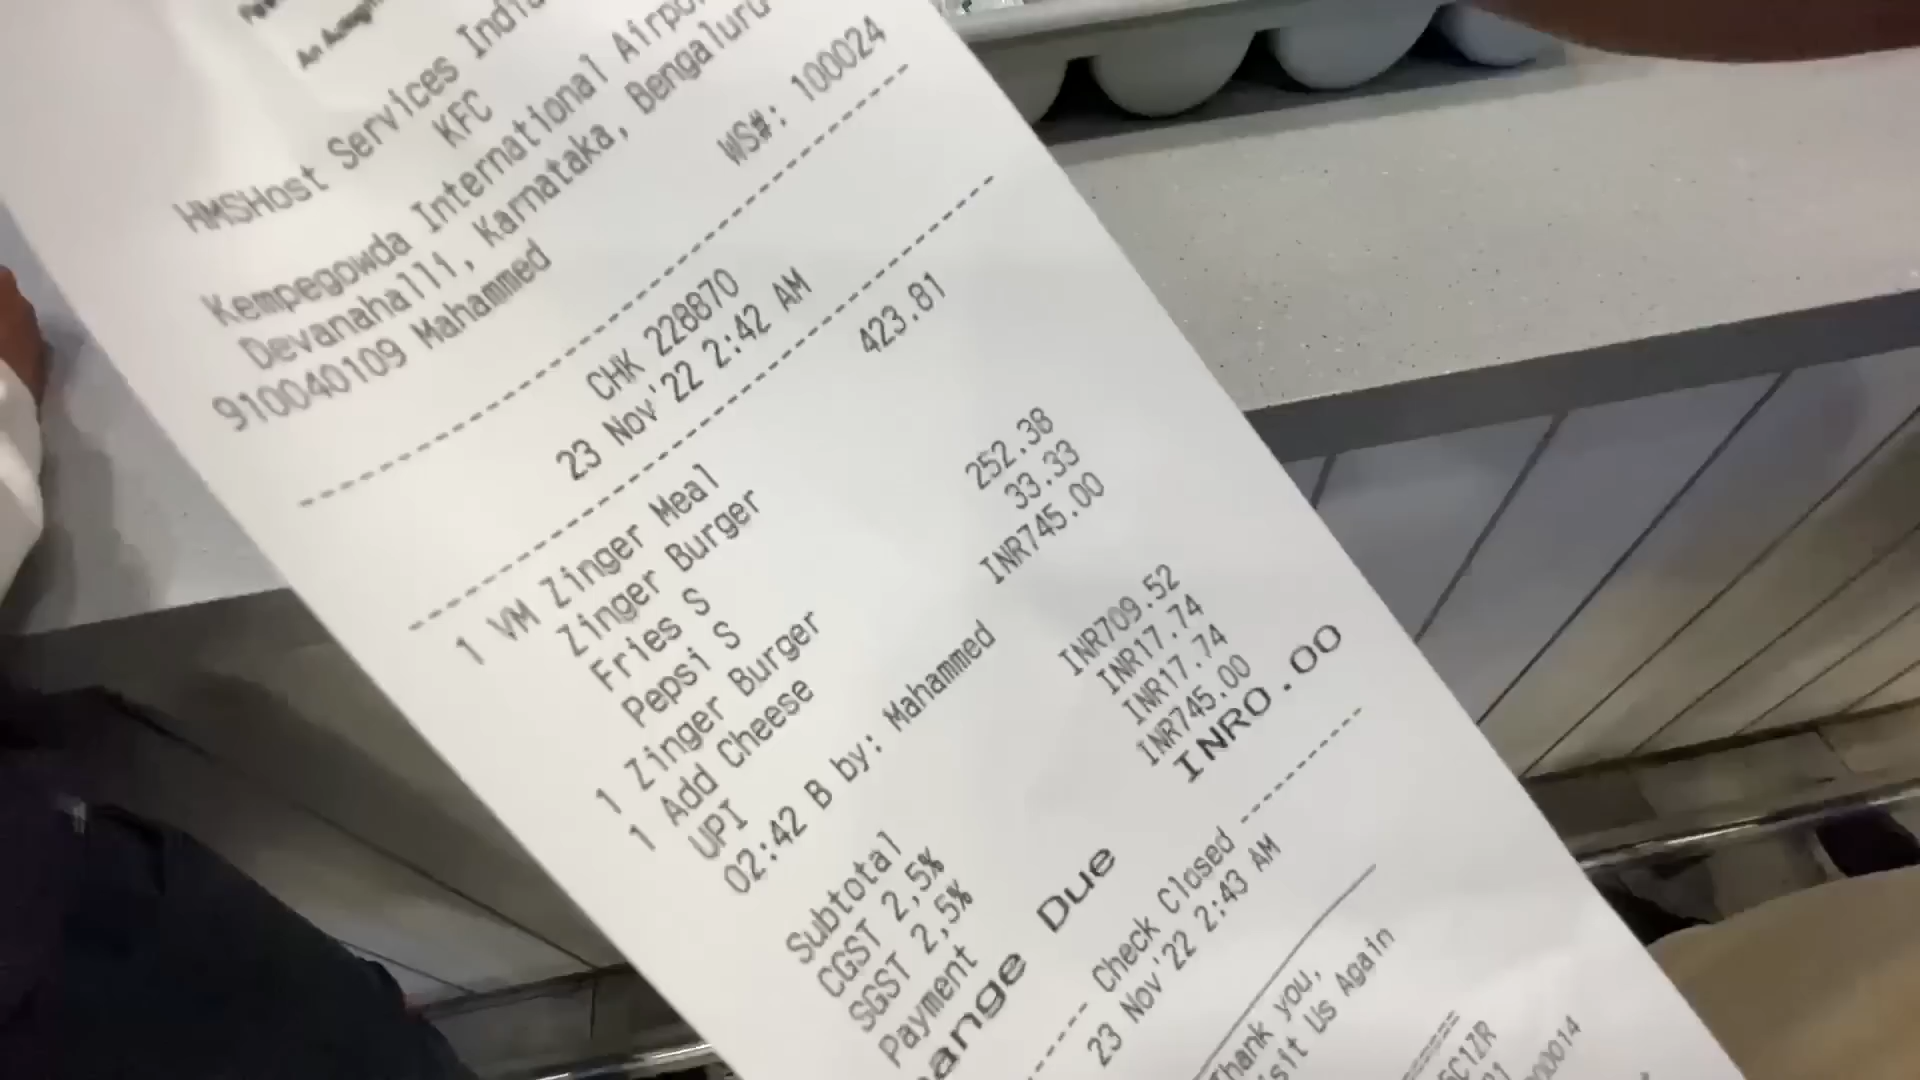 An
HMSHost Services India
KFC
Kempegowda International Airpo
Devanahalli, Karnataka, Bengaluru
910040109 Mahammed WS#: 100024
CHK 228870
23 Nov'22 2:42 AM
1 VM Zinger Meal 423.81
Zinger Burger
Fries S
Pepsi S
1 Zinger Burger 252.38
1 Add Cheese 33.33
UPI INR745.00
02:42 B by: Mahammed
Subtotal INR709.52
CGST 2,5% INR17.74
SGST 2,5% INR17.74
Payment INR745.00
ange Due INR0.00
Check Closed
23 Nov'22 2:43 AM
Thank you,
isit Us Again